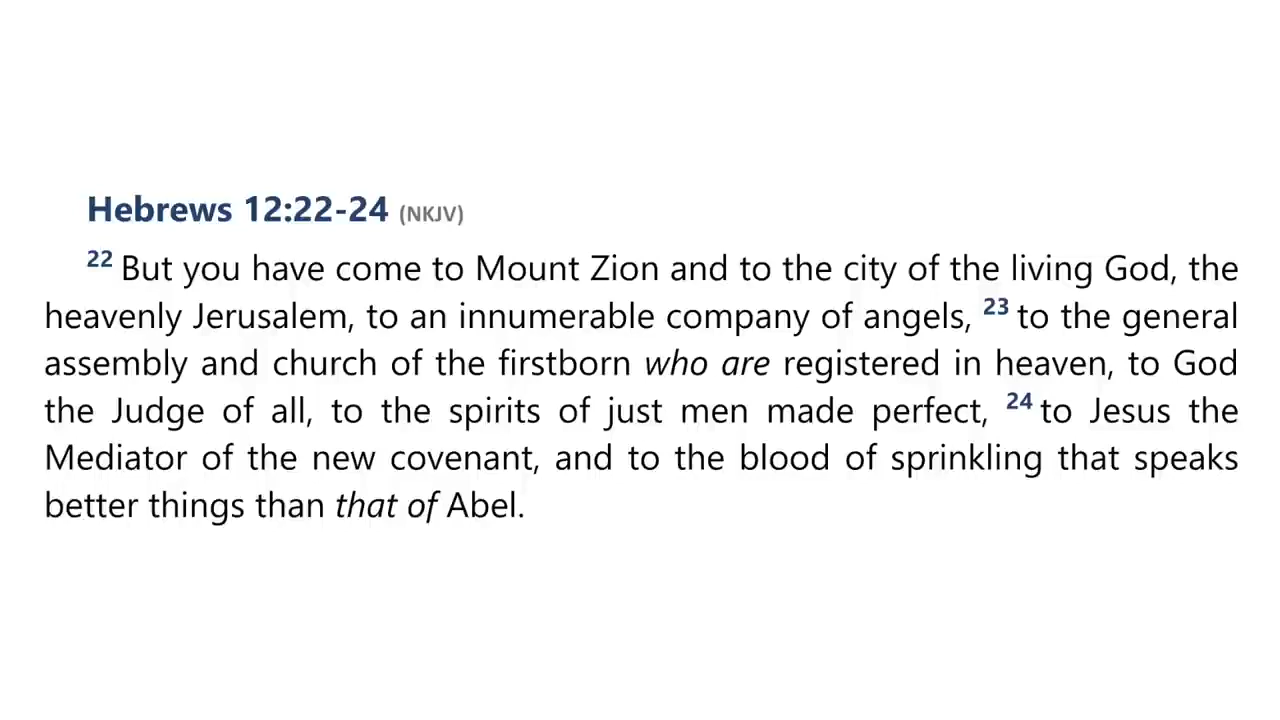 Hebrews 12:22-24 (NKJV)
22 But you have come to Mount Zion and to the city of the living God, the
heavenly Jerusalem, to an innumerable company of angels, 23 to the general
assembly and church of the firstborn who are registered in heaven, to God
the Judge of all, to the spirits of just men made perfect, 24 to Jesus the
Mediator of the new covenant, and to the blood of sprinkling that speaks
better things than that of Abel.